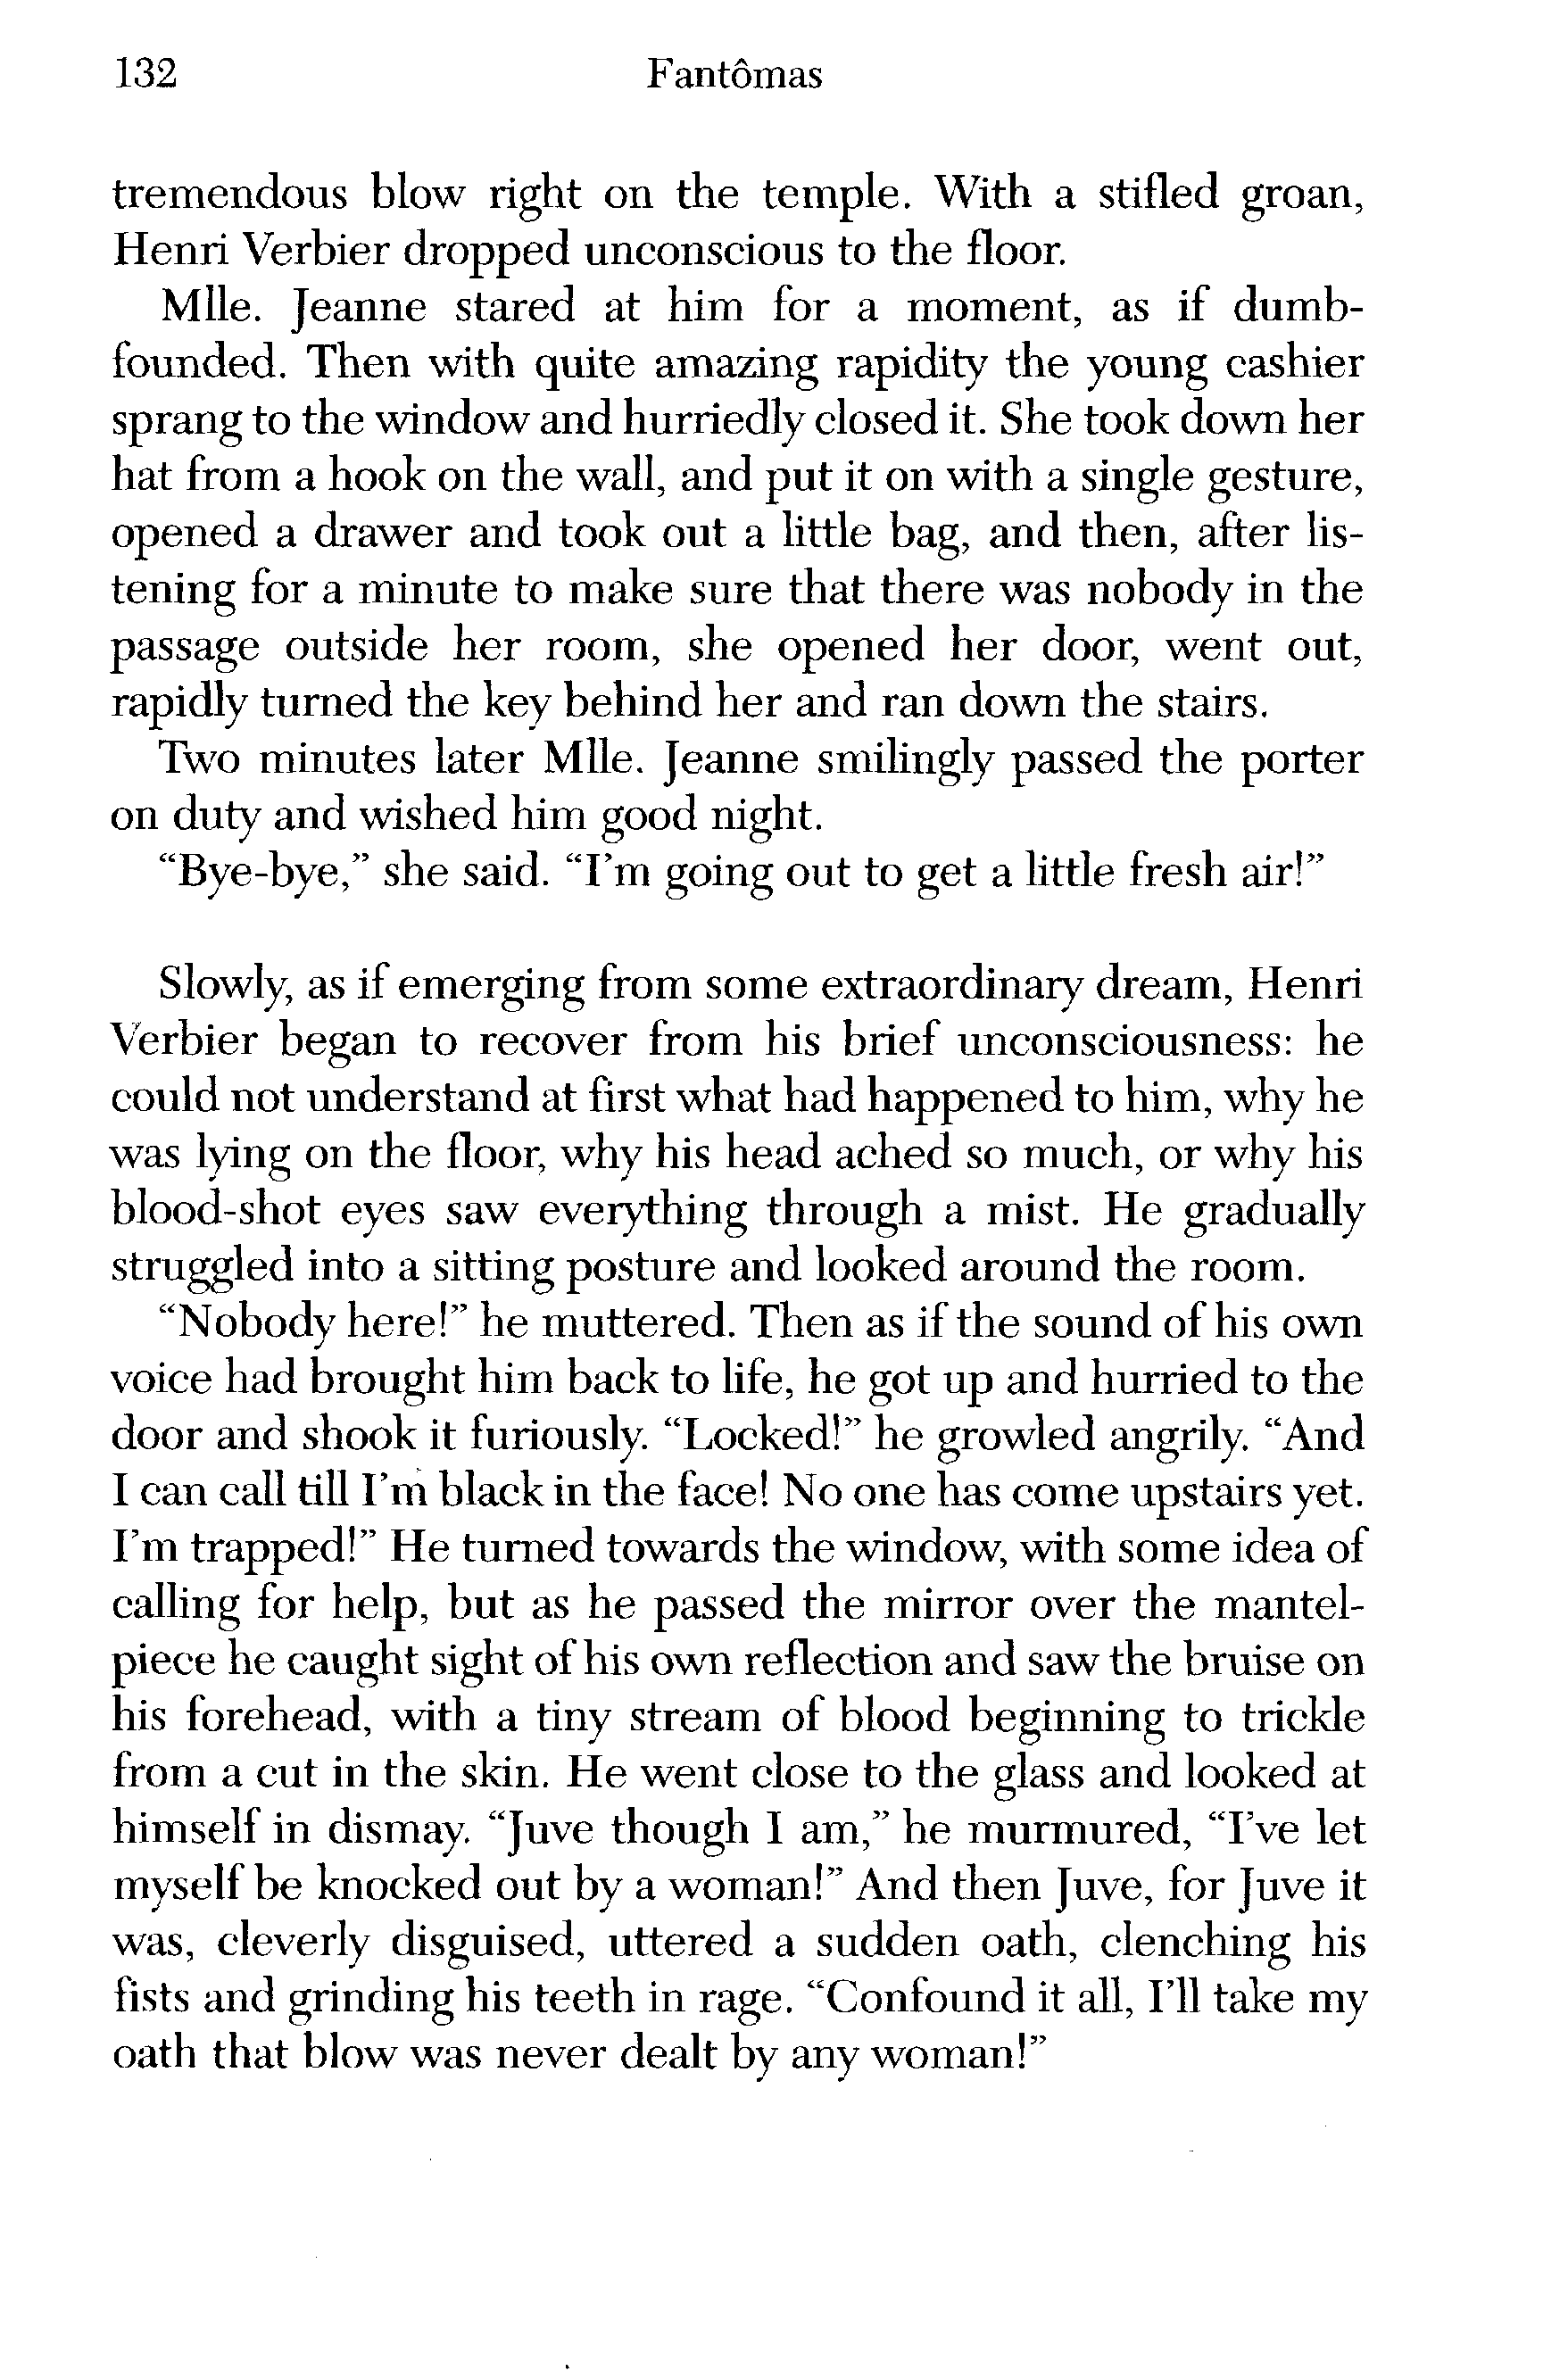 132 Fantômas
tremendous blow right on the temple. With a stifled groan,
Henri Verbier dropped unconscious to the floor.
Mlle. Jeanne stared at him for a moment, as if dumb-
founded. Then with quite amazing rapidity the young cashier
sprang to the window and hurriedly closed it. She took down her
hat from a hook on the wall, and put it on with a single gesture,
opened a drawer and took out a little bag, and then, after lis-
tening for a minute to make sure that there was nobody in the
passage outside her room, she opened her door, went out,
rapidly turned the key behind her and ran down the stairs.
Two minutes later Mlle. Jeanne smilingly passed the porter
on duty and wished him good night.
“Bye-bye,” she said. “I’m going out to get a little fresh air!”
Slowly, as if emerging from some extraordinary dream, Henri
Verbier began to recover from his brief unconsciousness: he
could not understand at first what had happened to him, why he
was lying on the floor, why his head ached so much, or why his
blood-shot eyes saw everything through a mist. He gradually
struggled into a sitting posture and looked around the room.
“Nobody here!” he muttered. Then as if the sound of his own
voice had brought him back to life, he got up and hurried to the
door and shook it furiously. “Locked!” he growled angrily. “And
I can call till I’m black in the face! No one has come upstairs yet.
I’m trapped!” He turned towards the window, with some idea of
calling for help, but as he passed the mirror over the mantel-
piece he caught sight of his own reflection and saw the bruise on
his forehead, with a tiny stream of blood beginning to trickle
from a cut in the skin. He went close to the glass and looked at
himself in dismay. “Juve though I am,” he murmured, “I’ve let
myself be knocked out by a woman!” And then Juve, for Juve it
was, cleverly disguised, uttered a sudden oath, clenching his
fists and grinding his teeth in rage. “Confound it all, I’ll take my
oath that blow was never dealt by any woman!”